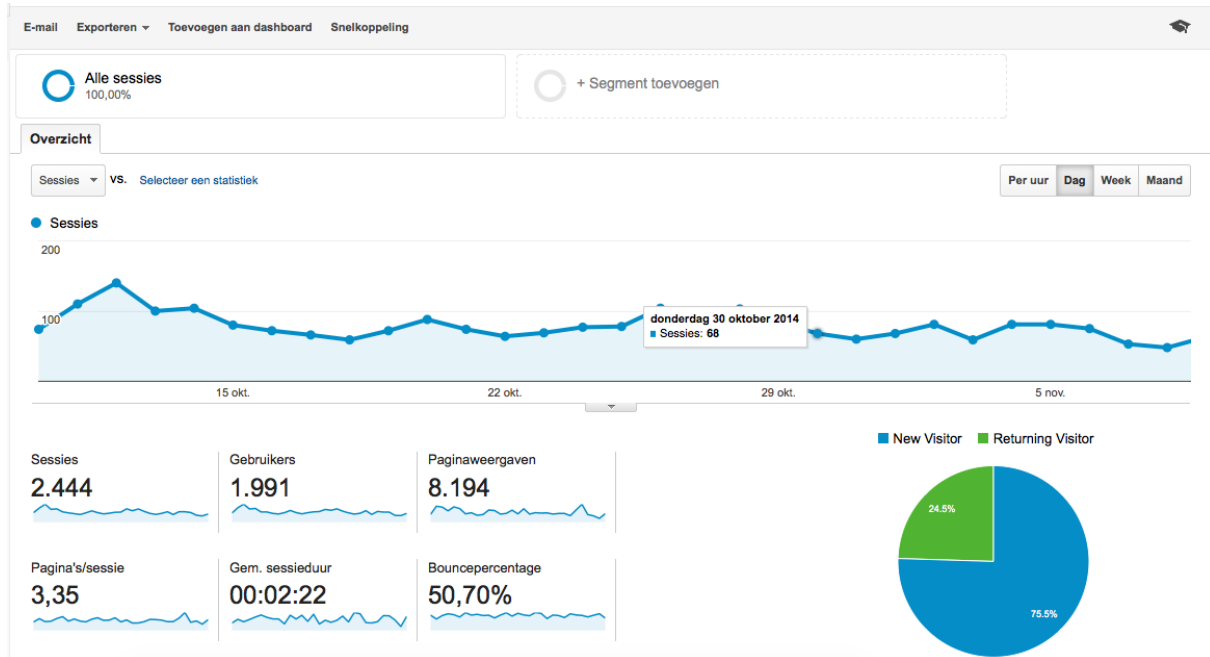 E-mail Exporteren Toevoegen aan dashboard Snelkoppeling
Alle sessies
100,00%
+ Segment toevoegen
Overzicht
Sessies VS. Selecteer een statistiek
Per uur Dag Week Maand
Sessies
200
100
donderdag 30 oktober 2014
Sessies: 68
15 okt. 22 okt. 29 okt. 5 nov.
New Visitor Returning Visitor
Sessies Gebruikers Paginaweergaven
2.444 1.991 8.194
24.5%
Pagina's/sessie Gem. sessieduur Bouncepercentage
3,35 00:02:22 50,70%
75.5%